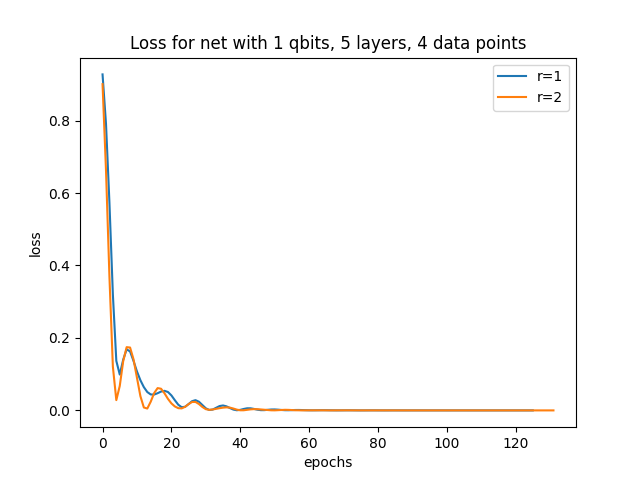 Loss for net with 1 qbits, 5 layers, 4 data points
r=1
r=2
loss
0.8
0.6
0.4
0.2
0.0
0 20 40 60 80 100 120
epochs